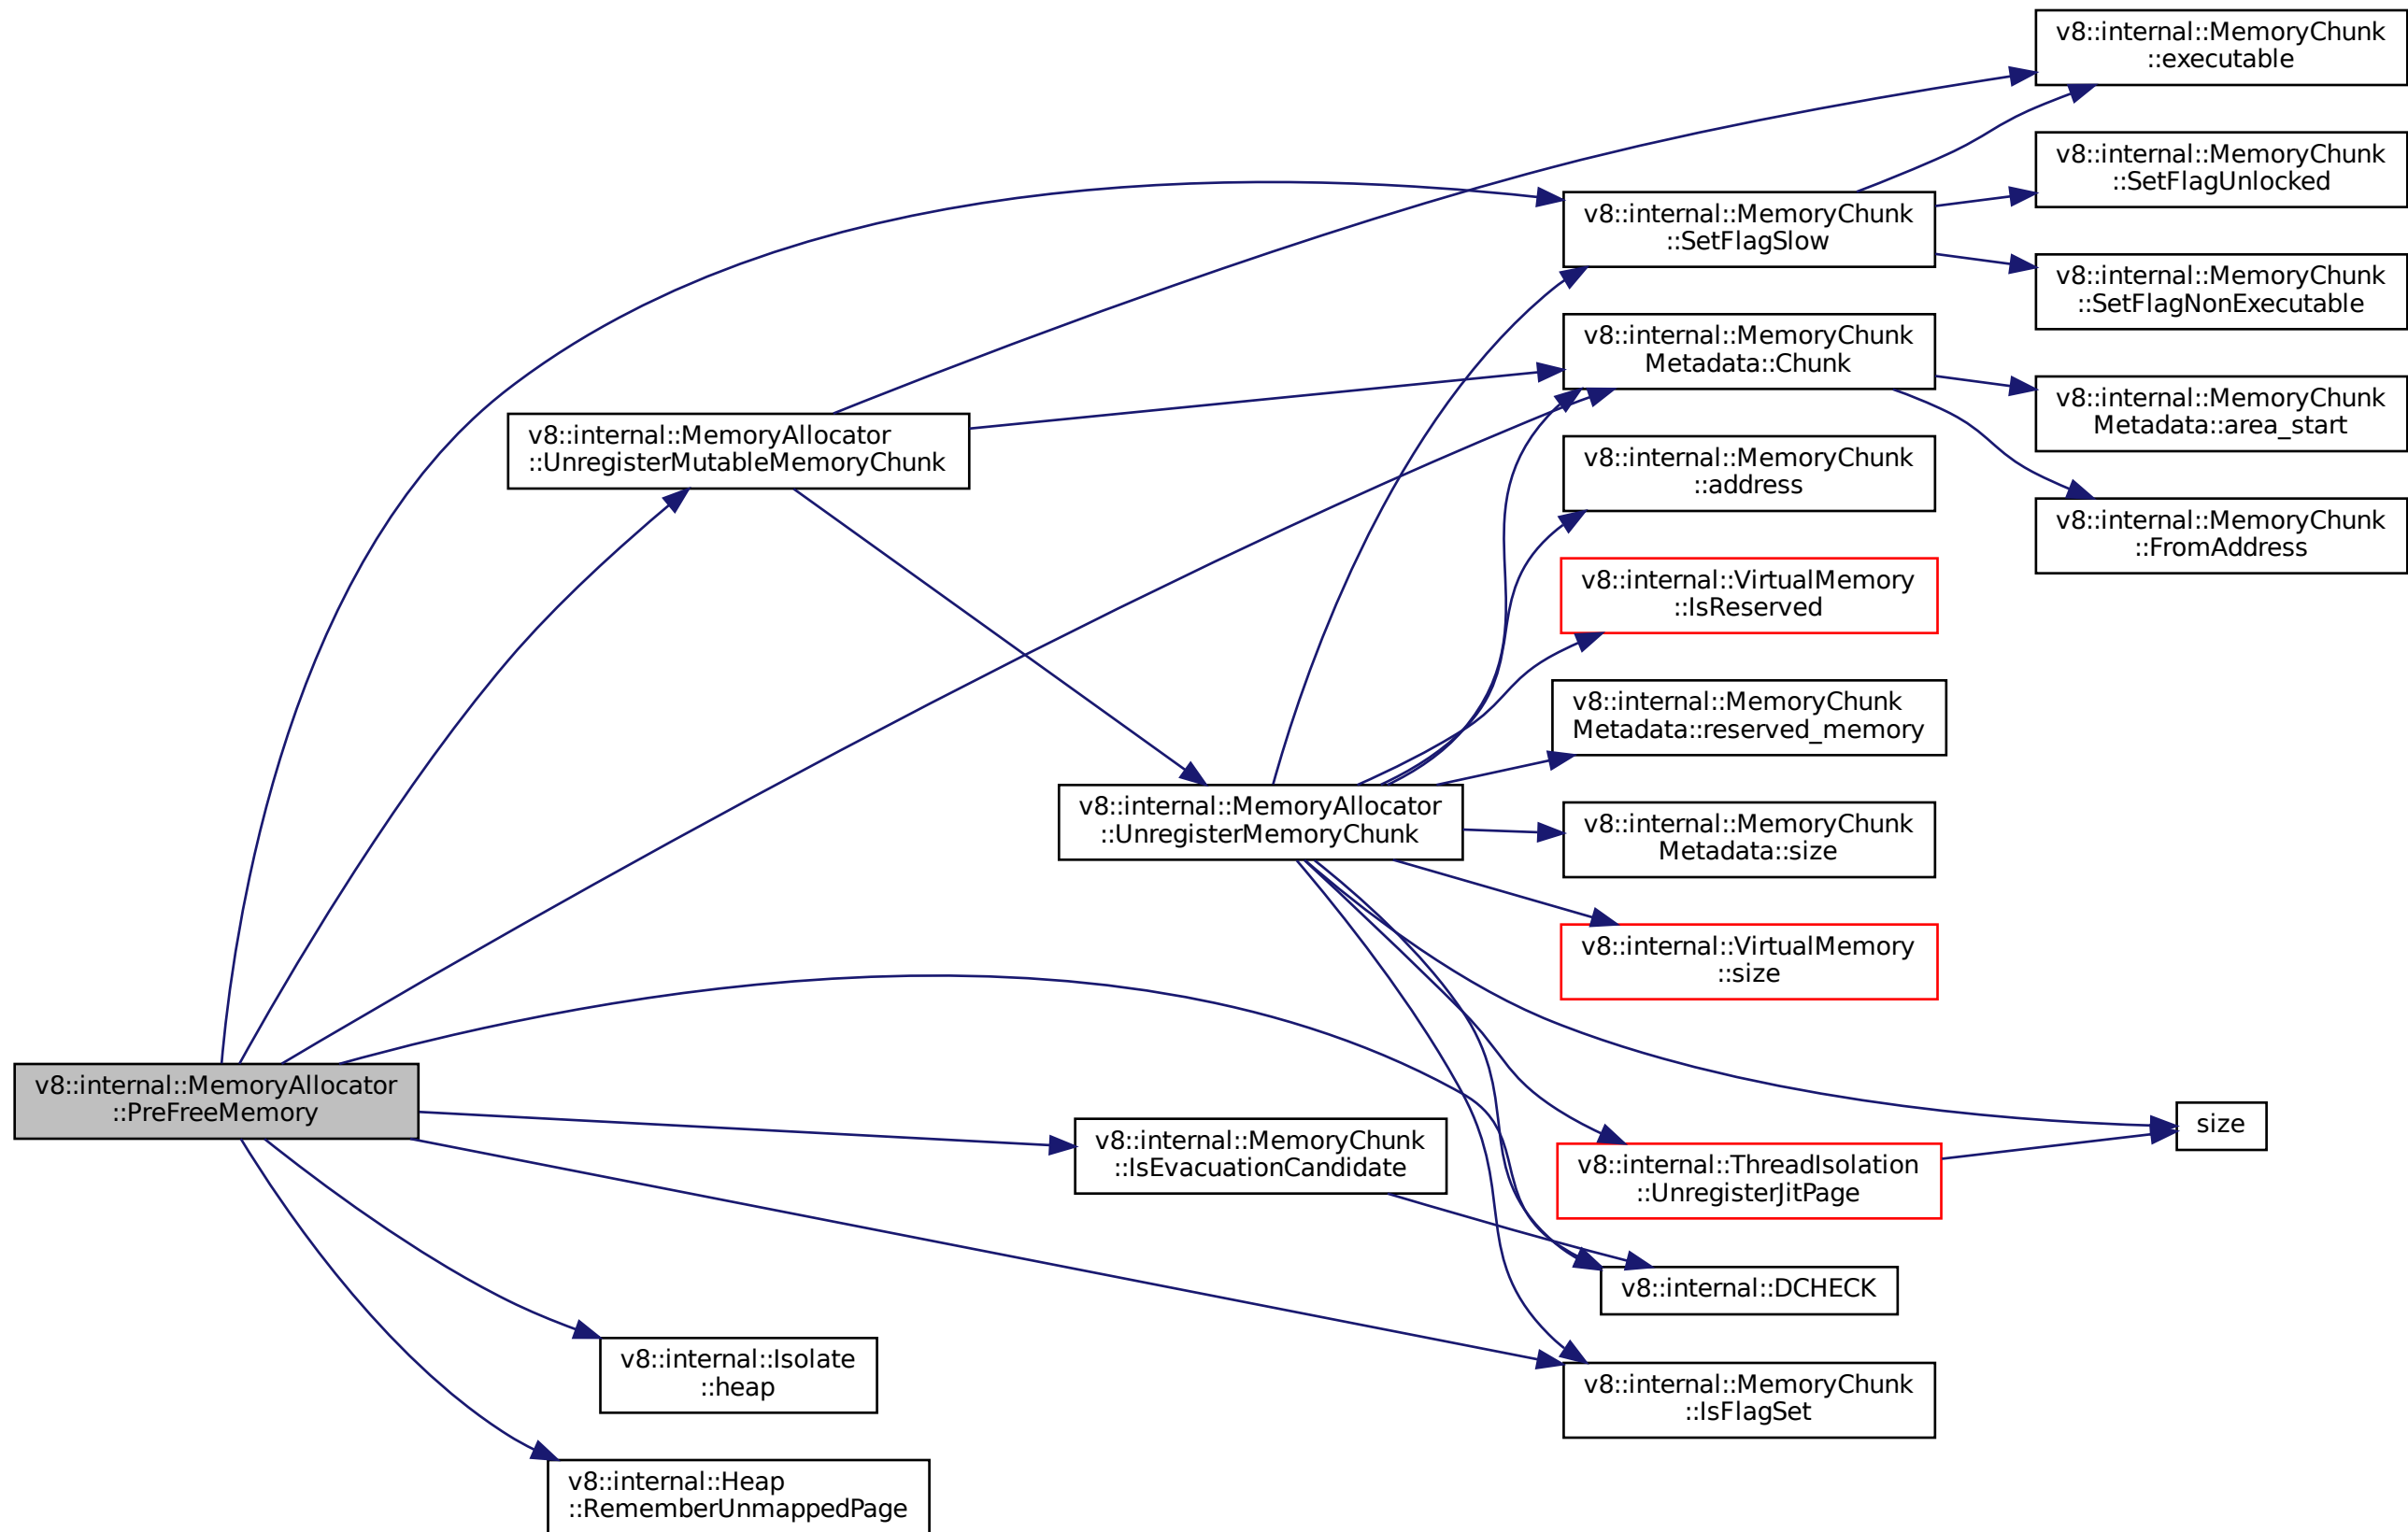 v8::internal::MemoryAllocator
::PreFreeMemory
v8::internal::MemoryAllocator
::UnregisterMutableMemoryChunk
v8::internal::Isolate
::heap
v8::internal::Heap
::RememberUnmappedPage
v8::internal::MemoryAllocator
::UnregisterMemoryChunk
v8::internal::MemoryChunk
::IsEvacuationCandidate
v8::internal::MemoryChunk
::SetFlagSlow
v8::internal::MemoryChunk
Metadata::Chunk
v8::internal::MemoryChunk
::address
v8::internal::VirtualMemory
::IsReserved
v8::internal::MemoryChunk
Metadata::reserved_memory
v8::internal::MemoryChunk
Metadata::size
v8::internal::VirtualMemory
::size
v8::internal::ThreadIsolation
::UnregisterJitPage
v8::internal::DCHECK
v8::internal::MemoryChunk
::IsFlagSet
v8::internal::MemoryChunk
::executable
v8::internal::MemoryChunk
::SetFlagUnlocked
v8::internal::MemoryChunk
::SetFlagNonExecutable
v8::internal::MemoryChunk
Metadata::area_start
v8::internal::MemoryChunk
::FromAddress
size